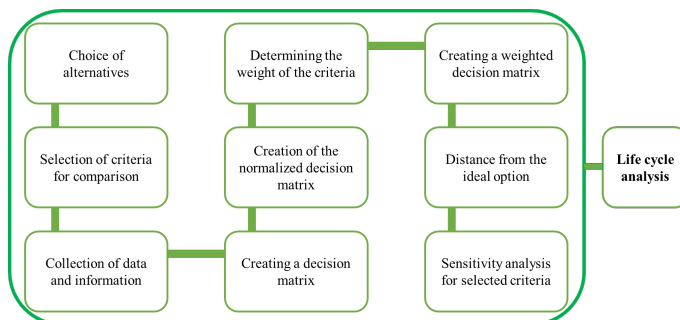 Choice of
alternatives
Selection of criteria
for comparison
Collection of data
and information
Creating a decision
matrix
Creation of the
normalized decision
matrix
Determining the
weight of the criteria
Creating a weighted
decision matrix
Distance from the
ideal option
Sensitivity analysis
for selected criteria
Life cycle
analysis